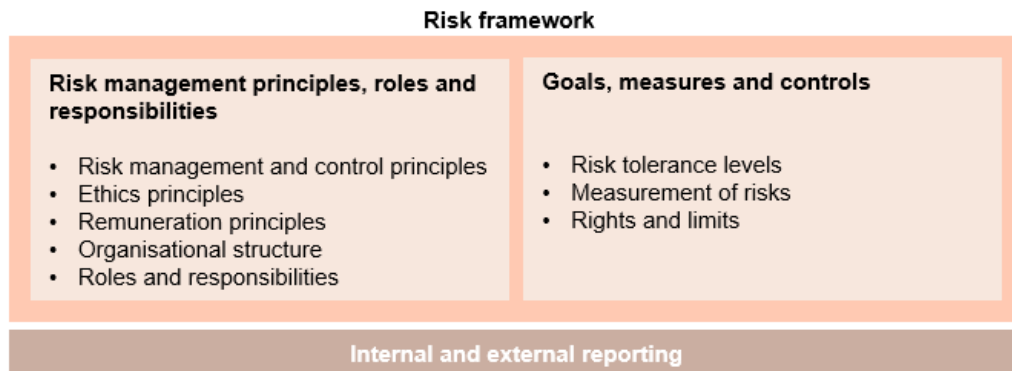 Risk framework
Risk management principles, roles and
responsibilities
• Risk management and control principles
• Ethics principles
• Remuneration principles
• Organisational structure
• Roles and responsibilities
Goals, measures and controls
• Risk tolerance levels
• Measurement of risks
• Rights and limits
Internal and external reporting